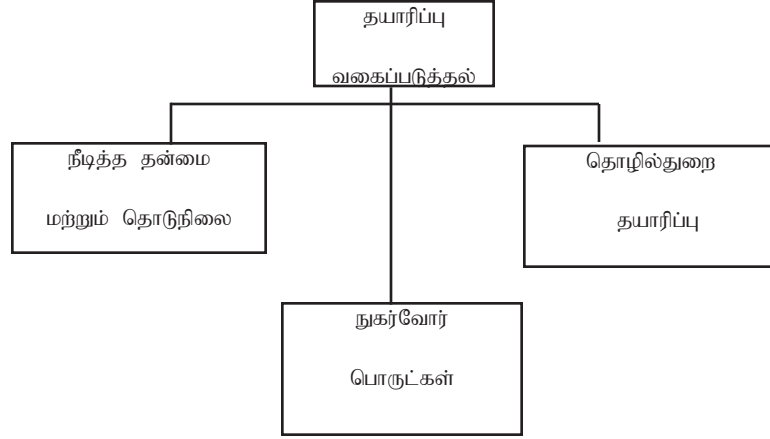 தயாரிப்பு
வகைப்படுத்தல்
நீடித்த தன்மை
மற்றும் தொடுநிலை
தொழில்துறை
தயாரிப்பு
நுகர்வோர்
பொருட்கள்